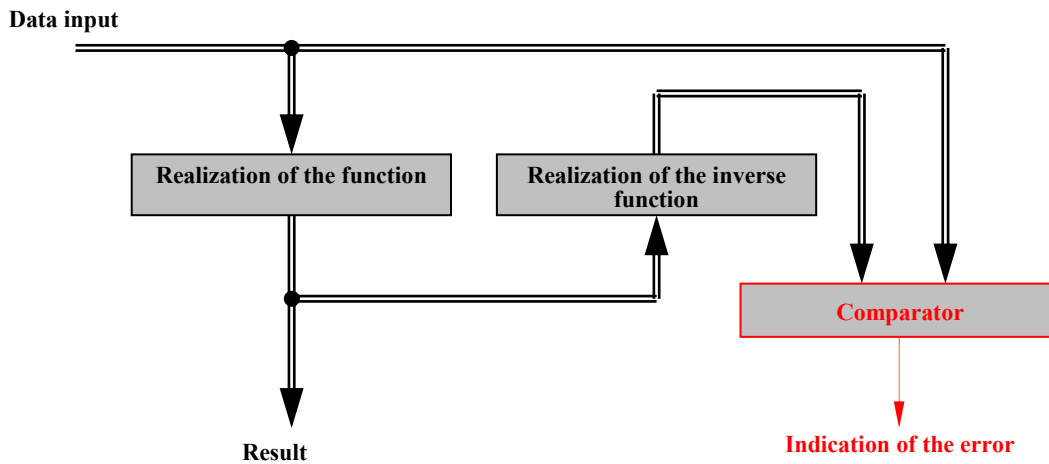 Data input
Realization of the function
Realization of the inverse
function
Comparator
Result
Indication of the error